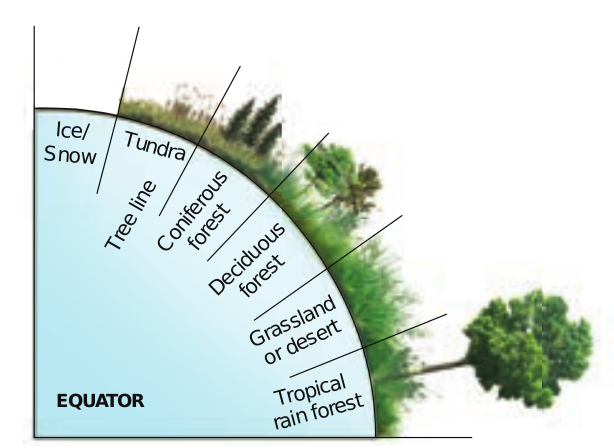 Ice/
Snow
Tundra
Tree line
Coniferous
forest
Deciduous
forest
Grassland
or desert
Tropical
rain forest
EQUATOR